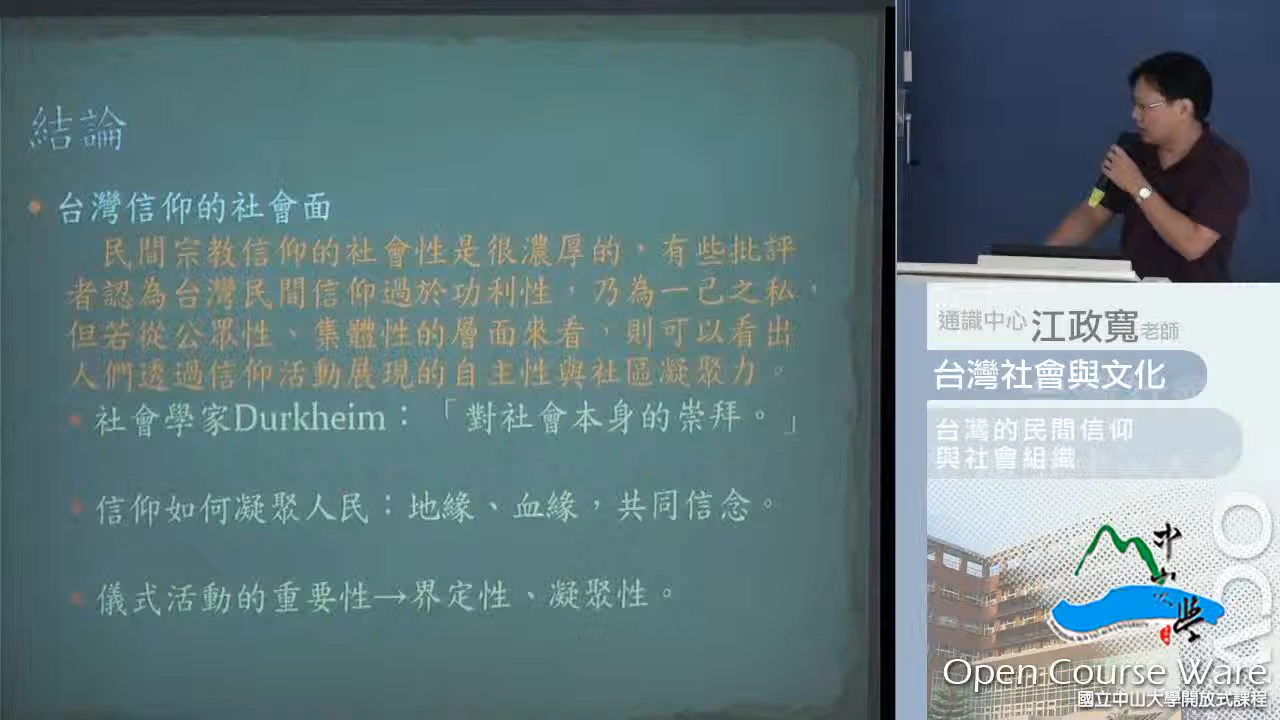 結論
• 台灣信仰的社會面
民間宗教信仰的社會性是很濃厚的，有些批評
者認為台灣民間信仰過於功利性，乃為一己之私，
但若從公眾性、集體性的層面來看，則可以看出
人們透過信仰活動展現的自主性與社區凝聚力。
• 社會學家Durkheim：「對社會本身的崇拜。」
• 信仰如何凝聚人民：地緣、血緣，共同信念。
• 儀式活動的重要性→界定性、凝聚性。
通識中心 江政寬 老師
台灣社會與文化
台灣的民間信仰
與社會組織
中山大學
Open Course Ware
國立中山大學開放式課程